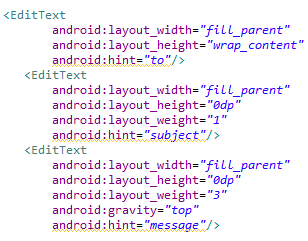 <EditText
android:layout_width="fill_parent"
android:layout_height="wrap_content"
android:hint="to"/>
<EditText
android:layout_width="fill_parent"
android:layout_height="0dp"
android:layout_weight="1"
android:hint="subject"/>
<EditText
android:layout_width="fill_parent"
android:layout_height="0dp"
android:layout_weight="3"
android:gravity="top"
android:hint="message"/>